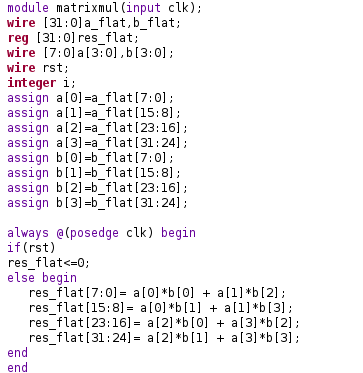 module matrixmul(input clk);
wire [31:0]a_flat,b_flat;
reg [31:0]res_flat;
wire [7:0]a[3:0],b[3:0];
wire rst;
integer i;
assign a[0]=a_flat[7:0];
assign a[1]=a_flat[15:8];
assign a[2]=a_flat[23:16];
assign a[3]=a_flat[31:24];
assign b[0]=b_flat[7:0];
assign b[1]=b_flat[15:8];
assign b[2]=b_flat[23:16];
assign b[3]=b_flat[31:24];

always @(posedge clk) begin
if(rst)
res_flat<=0;
else begin
   res_flat[7:0]= a[0]*b[0] + a[1]*b[2];
   res_flat[15:8]= a[0]*b[1] + a[1]*b[3];
   res_flat[23:16]= a[2]*b[0] + a[3]*b[2];
   res_flat[31:24]= a[2]*b[1] + a[3]*b[3];
end
end